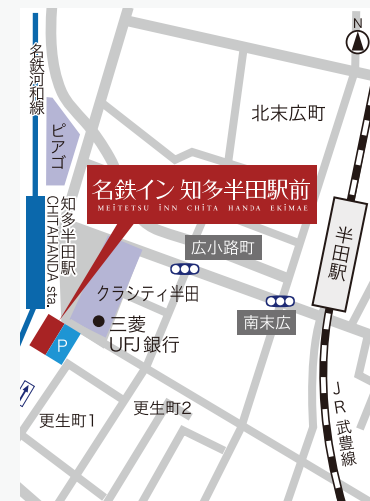 N
名鉄河和線
ピアゴ
北末広町
名鉄イン 知多半田駅前
MEiTETSU iNN CHiTA HANDA EKiMAE
知多半田駅
CHITAHANDA sta.
広小路町
半田駅
クラシティ半田
南末広
三菱
UFJ銀行
P
更生町1
更生町2
JR武豊線